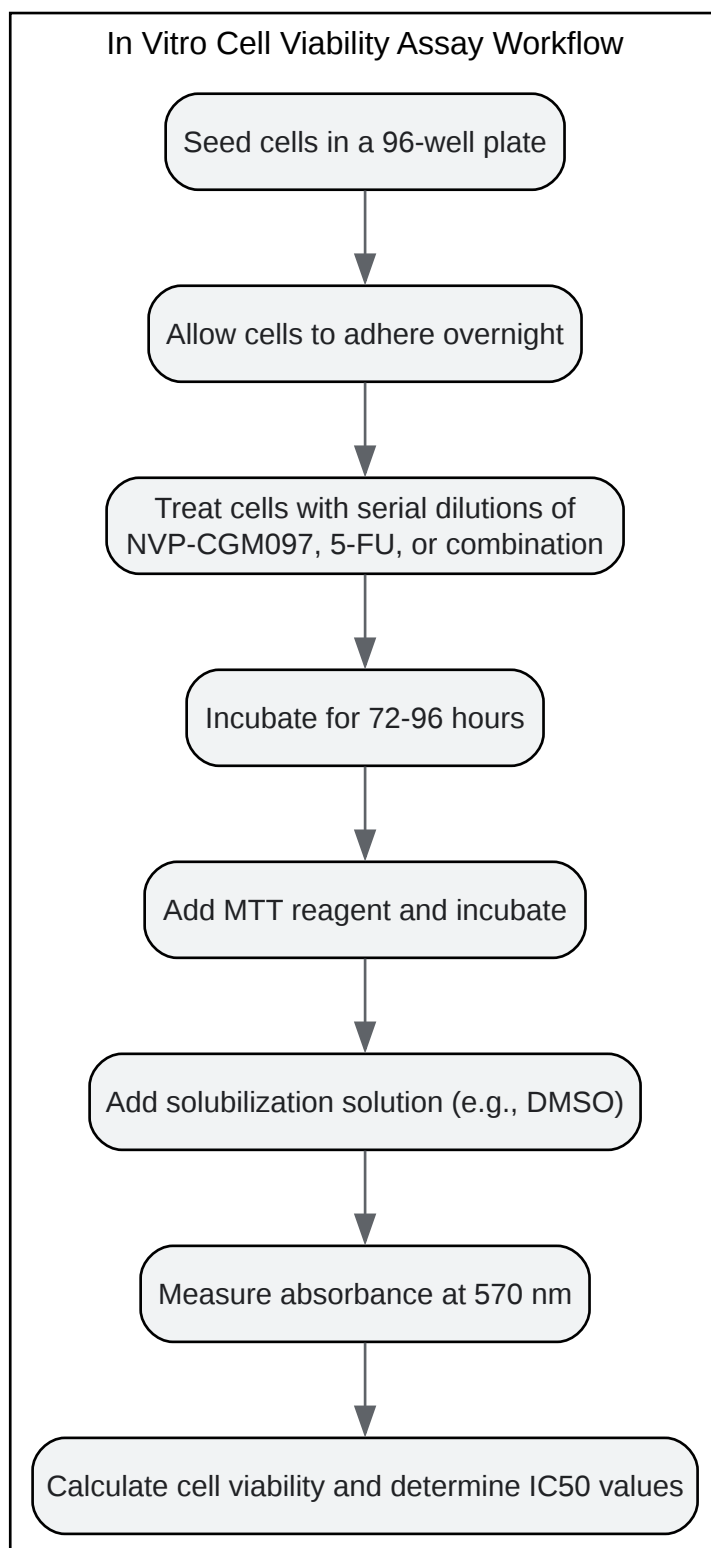 In Vitro Cell Viability Assay Workflow
Seed cells in a 96-well plate
Allow cells to adhere overnight
Treat cells with serial dilutions of
NVP-CGM097, 5-FU, or combination
Incubate for 72-96 hours
Add MTT reagent and incubate
Add solubilization solution (e.g., DMSO)
Measure absorbance at 570 nm
Calculate cell viability and determine IC50 values